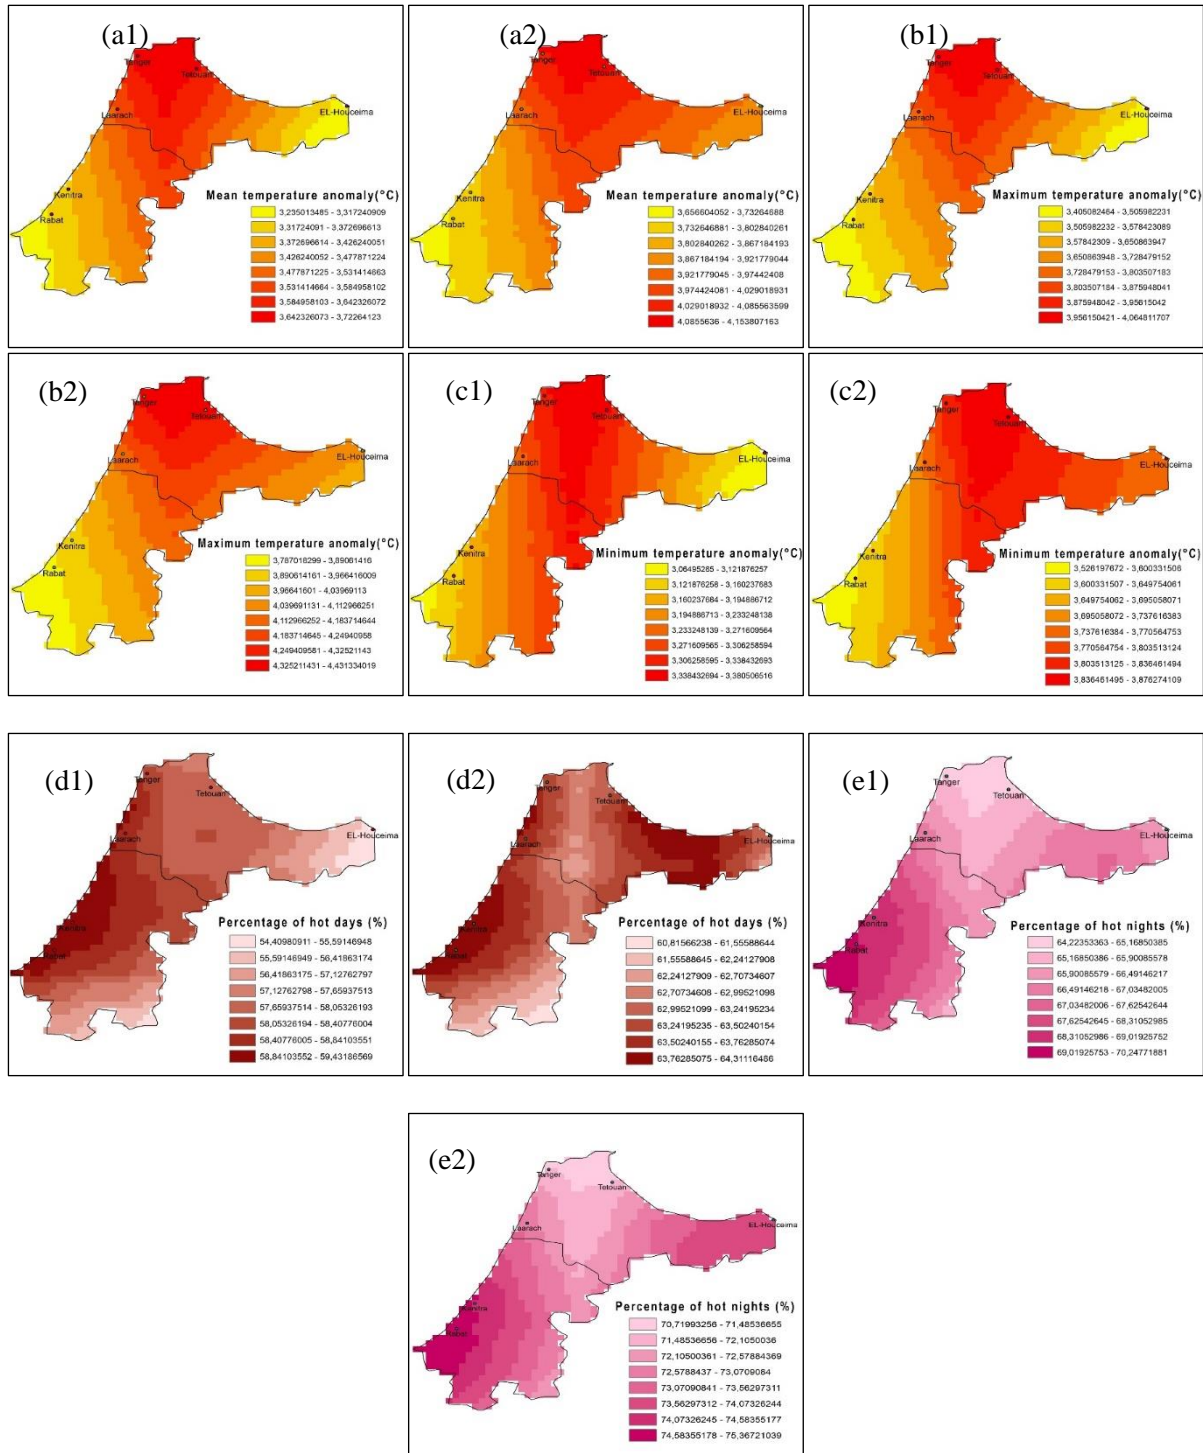 (a1)
Tanger
Tetouan
Laarach
EL-Houceima
Kenitra
Rabat
Mean temperature anomaly(°C)
3,235013485 - 3,317240909
3,31724091 - 3,372696613
3,372696614 - 3,426240051
3,426240052 - 3,477871224
3,477871225 - 3,531414663
3,531414664 - 3,584958102
3,584958103 - 3,642326072
3,642326073 - 3,72264123
(a2)
Tanger
Tetouan
Laarach
EL-Houceima
Kenitra
Rabat
Mean temperature anomaly(°C)
3,656604052 - 3,73264688
3,732646881 - 3,802840261
3,802840262 - 3,867184193
3,867184194 - 3,921779044
3,921779045 - 3,97442408
3,974424081 - 4,029018931
4,029018932 - 4,085563599
4,0855636 - 4,153807163
(b1)
Tanger
Tetouan
Laarach
EL-Houceima
Kenitra
Rabat
Maximum temperature anomaly(°C)
3,405082464 - 3,505982231
3,505982232 - 3,578423089
3,57842309 - 3,650863947
3,650863948 - 3,728479152
3,728479153 - 3,803507183
3,803507184 - 3,875948041
3,875948042 - 3,95615042
3,956150421 - 4,064811707
(b2)
Tanger
Tetouan
Laarach
EL-Houceima
Kenitra
Rabat
Maximum temperature anomaly(°C)
3,787018299 - 3,89061416
3,890614161 - 3,966416009
3,96641601 - 4,03969113
4,039691131 - 4,112966251
4,112966252 - 4,183714644
4,183714645 - 4,24940958
4,249409581 - 4,32521143
4,325211431 - 4,431334019
(c1)
Tanger
Tetouan
Laarach
EL-Houceima
Kenitra
Rabat
Minimum temperature anomaly(°C)
3,06495265 - 3,121876257
3,121876258 - 3,160237683
3,160237684 - 3,194886712
3,194886713 - 3,233248138
3,233248139 - 3,271609564
3,271609565 - 3,306258594
3,306258595 - 3,338432693
3,338432694 - 3,380506516
(c2)
Tanger
Tetouan
Laarach
EL-Houceima
Kenitra
Rabat
Minimum temperature anomaly(°C)
3,526197672 - 3,600331506
3,600331507 - 3,649754061
3,649754062 - 3,695058071
3,695058072 - 3,737616383
3,737616384 - 3,770564753
3,770564754 - 3,803513124
3,803513125 - 3,836461494
3,836461495 - 3,876274109
(d1)
Tanger
Tetouan
Laarach
EL-Houceima
Kenitra
Rabat
Percentage of hot days (%)
54,40980911 - 55,59146948
55,59146949 - 56,41863174
56,41863175 - 57,12762797
57,12762798 - 57,65937513
57,65937514 - 58,05326193
58,05326194 - 58,40776004
58,40776005 - 58,84103551
58,84103552 - 59,43186569
(d2)
Tanger
Tetouan
Laarach
EL-Houceima
Kenitra
Rabat
Percentage of hot days (%)
60,81566238 - 61,55588644
61,55588645 - 62,24127908
62,24127909 - 62,70734607
62,70734608 - 62,99521098
62,99521099 - 63,24195234
63,24195235 - 63,50240154
63,50240155 - 63,76285074
63,76285075 - 64,31116486
(e1)
Tanger
Tetouan
Laarach
EL-Houceima
Kenitra
Rabat
Percentage of hot nights (%)
64,22353363 - 65,16850385
65,16850386 - 65,90085578
65,90085579 - 66,49146217
66,49146218 - 67,03482005
67,03482006 - 67,62542644
67,62542645 - 68,31052985
68,31052986 - 69,01925752
69,01925753 - 70,24771881
(e2)
Tanger
Tetouan
Laarach
EL-Houceima
Kenitra
Rabat
Percentage of hot nights (%)
70,71993256 - 71,48536655
71,48536656 - 72,1050036
72,10500361 - 72,57884369
72,5788437 - 73,0709084
73,07090841 - 73,56297311
73,56297312 - 74,07326244
74,07326245 - 74,58355177
74,58355178 - 75,36721039